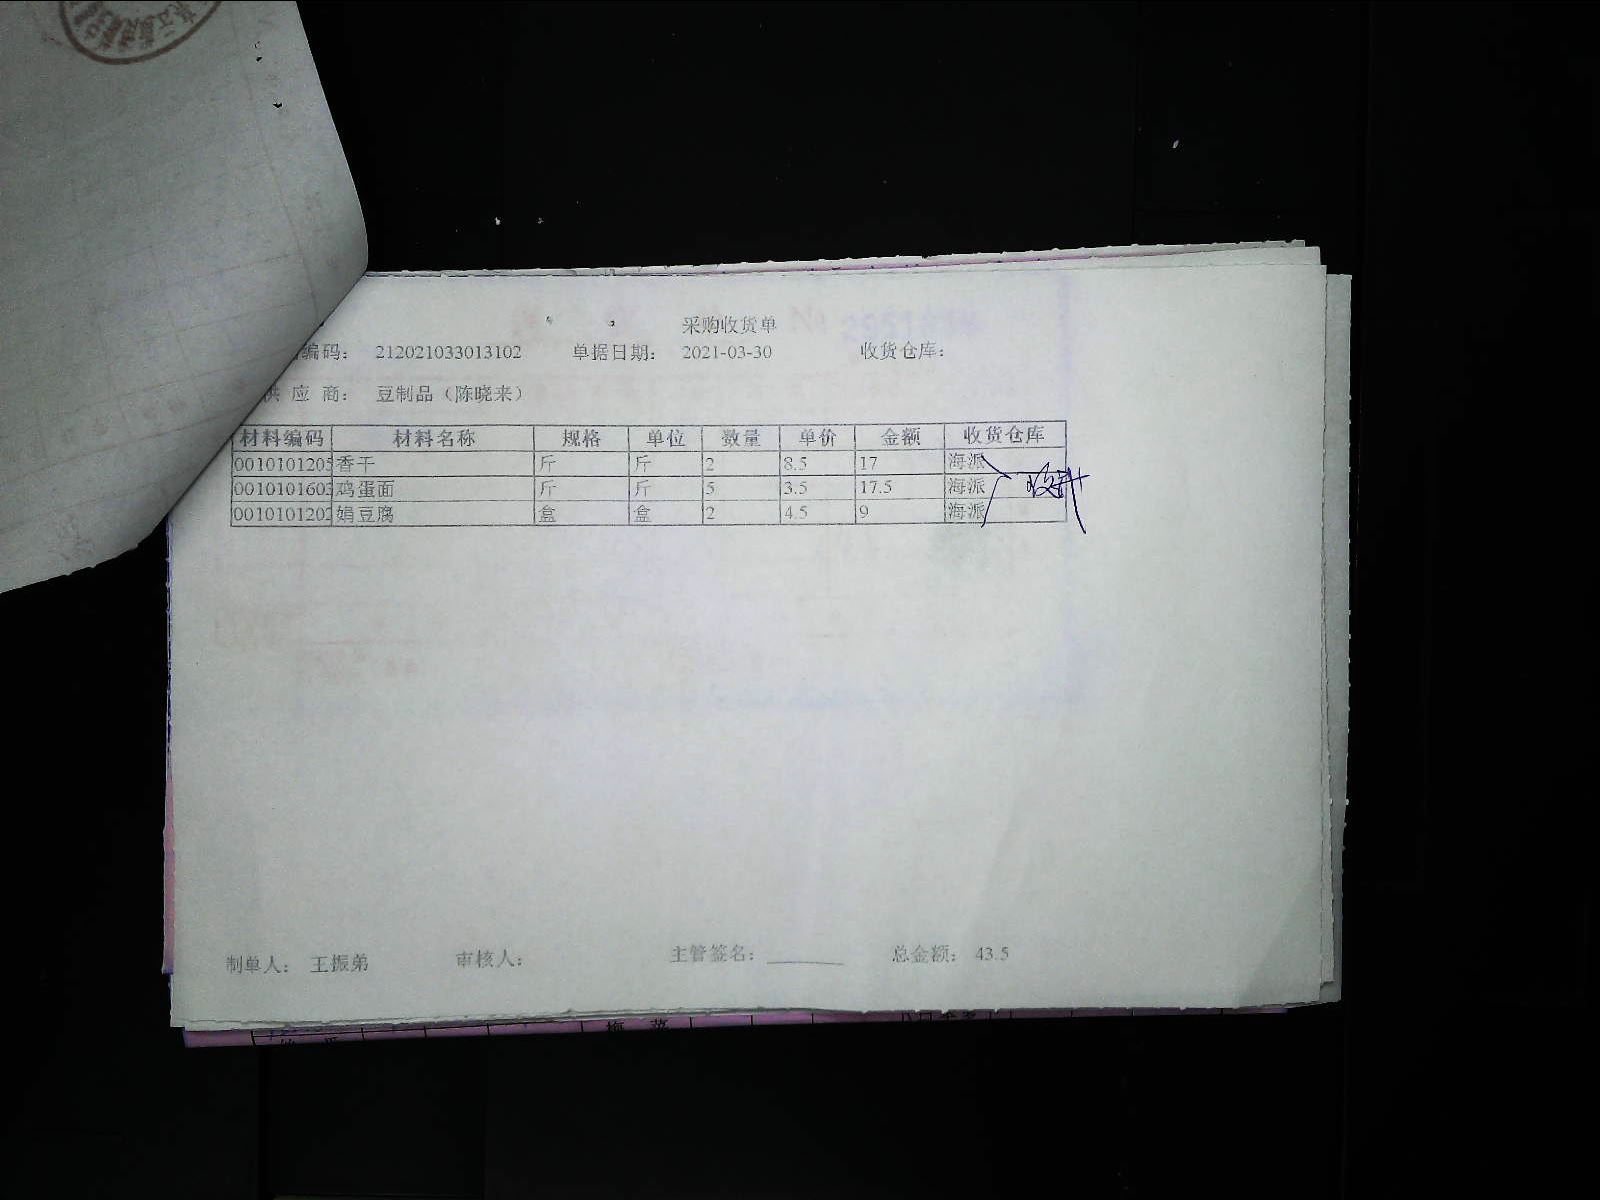 采购收货单
编码： 212021033013102 单据日期： 2021-03-30 收货仓库：
供 应 商： 豆制品（陈晓来）
材料编码 材料名称 规格 单位 数量 单价 金额 收货仓库
0010101205 香干 斤 斤 2 8.5 17 海派
0010101603 鸡蛋面 斤 斤 5 3.5 17.5 海派
0010101202 娟豆腐 盒 盒 2 4.5 9 海派
制单人： 王振弟 审核人： 主管签名： 总金额： 43.5